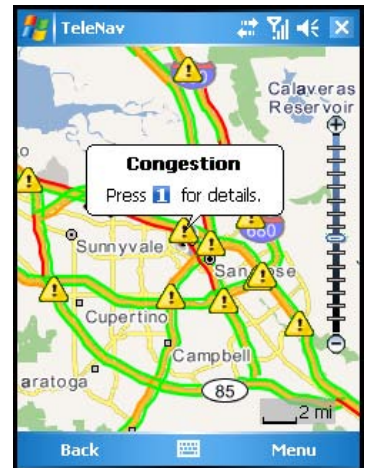 TeleNav
Calaveras
Reservoir
Congestion
Press 1 for details.
680
Sunnyvale
San Jose
Cupertino
Campbell
aratoga
85
2 mi
Back
Menu